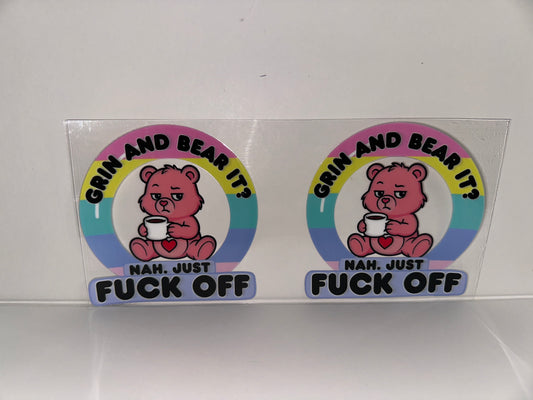 GRIN AND BEAR IT?
NAH. JUST
FUCK OFF
GRIN AND BEAR IT?
NAH. JUST
FUCK OFF